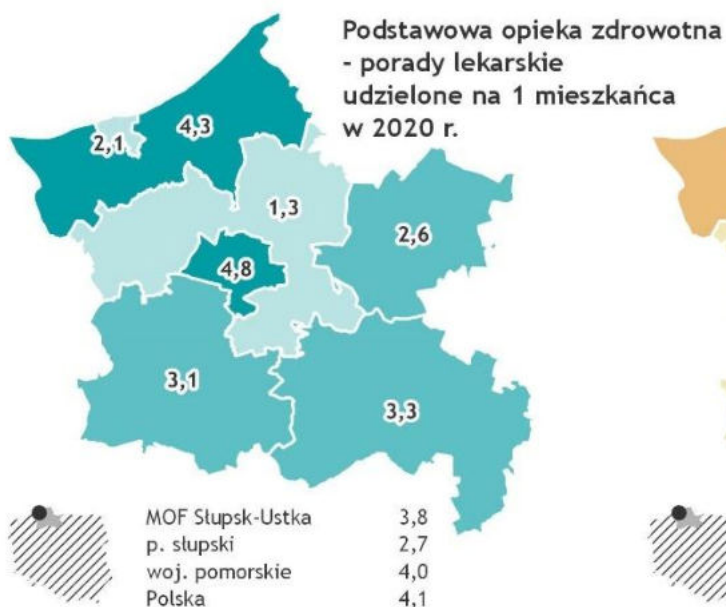 Podstawowa opieka zdrowotna
- porady lekarskie
udzielone na 1 mieszkańca
w 2020 r.
2,1
4,3
1,3
2,6
4,8
3,1
3,3
MOF Słupsk-Ustka 3,8
p. słupski 2,7
woj. pomorskie 4,0
Polska 4,1